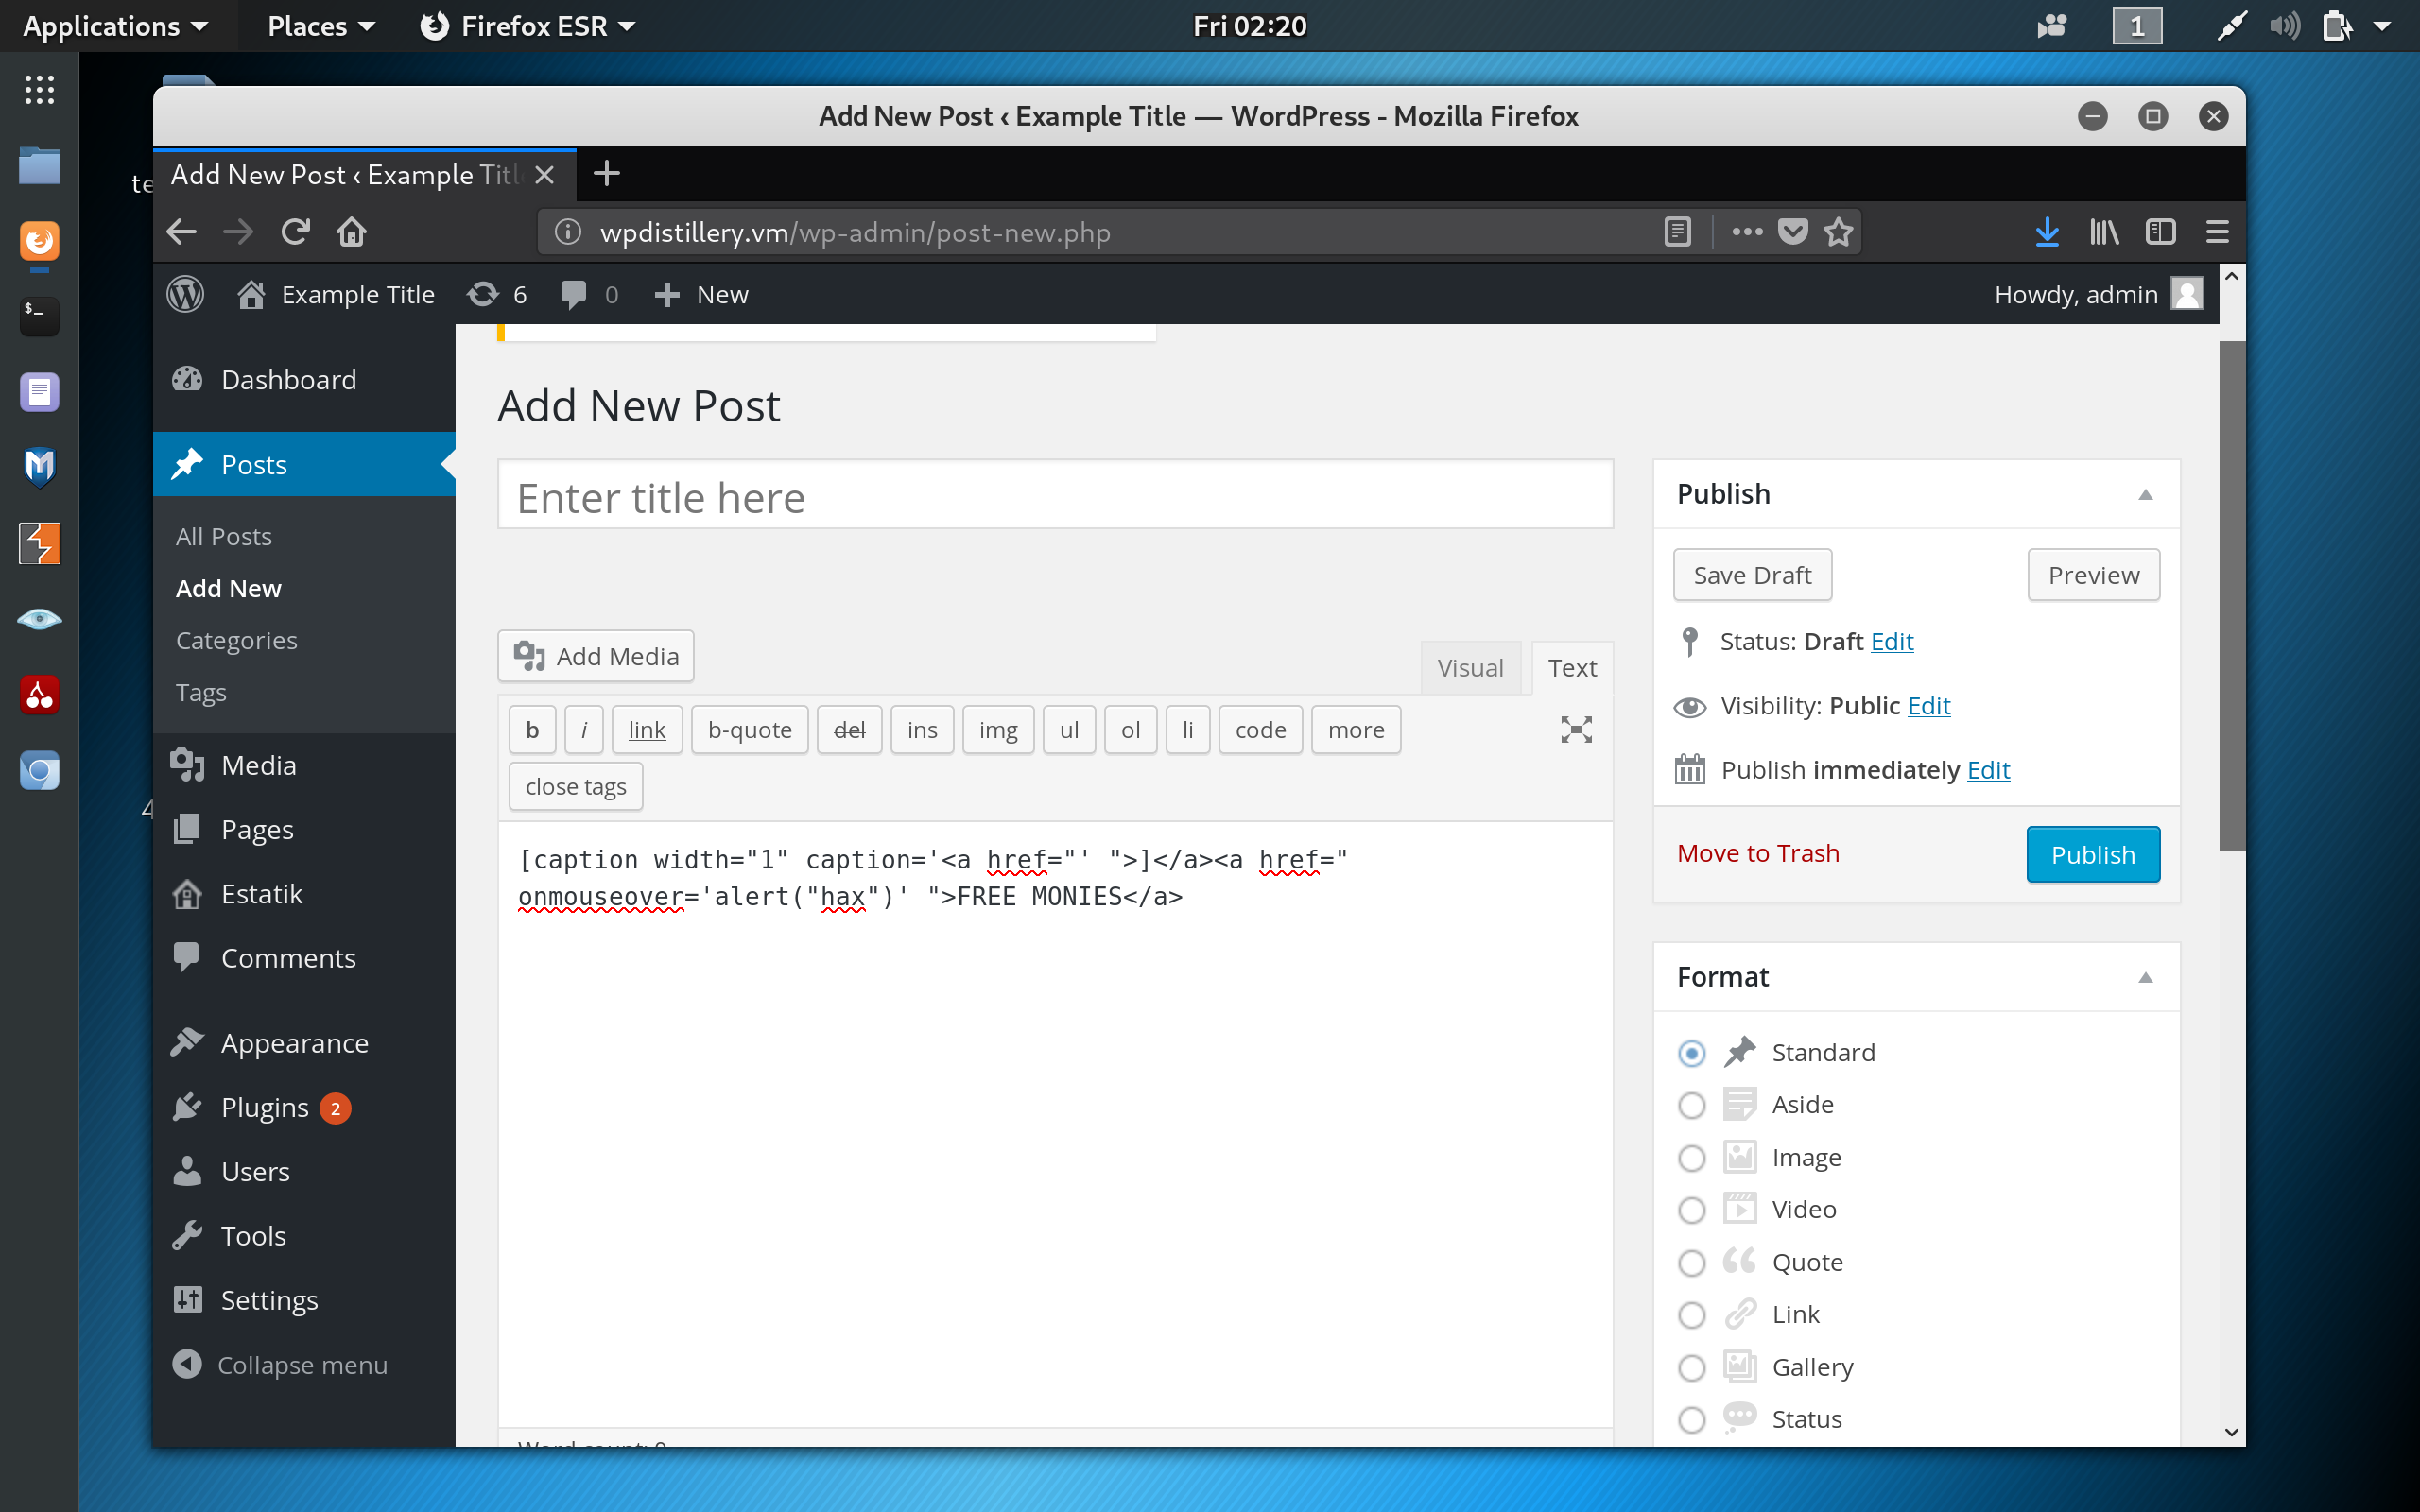 Applications Places Firefox ESR Fri 02:20 1
Add New Post ‹ Example Title — WordPress - Mozilla Firefox
te
Add New Post ‹ Example Titl
wpdistillery.vm/wp-admin/post-new.php
Example Title 6 0 New Howdy, admin
Dashboard
Posts
All Posts
Add New
Categories
Tags
Media
4
Pages
Estatik
Comments
Appearance
Plugins 2
Users
Tools
Settings
Collapse menu
Add New Post
Enter title here
Add Media
Visual Text
b i link b-quote del ins img ul ol li code more
close tags
[caption width="1" caption='<a href="' ">]</a><a href="
onmouseover='alert("hax")' ">FREE MONIES</a>
Publish
Save Draft Preview
Status: Draft Edit
Visibility: Public Edit
Publish immediately Edit
Move to Trash Publish
Format
Standard
Aside
Image
Video
Quote
Link
Gallery
Status